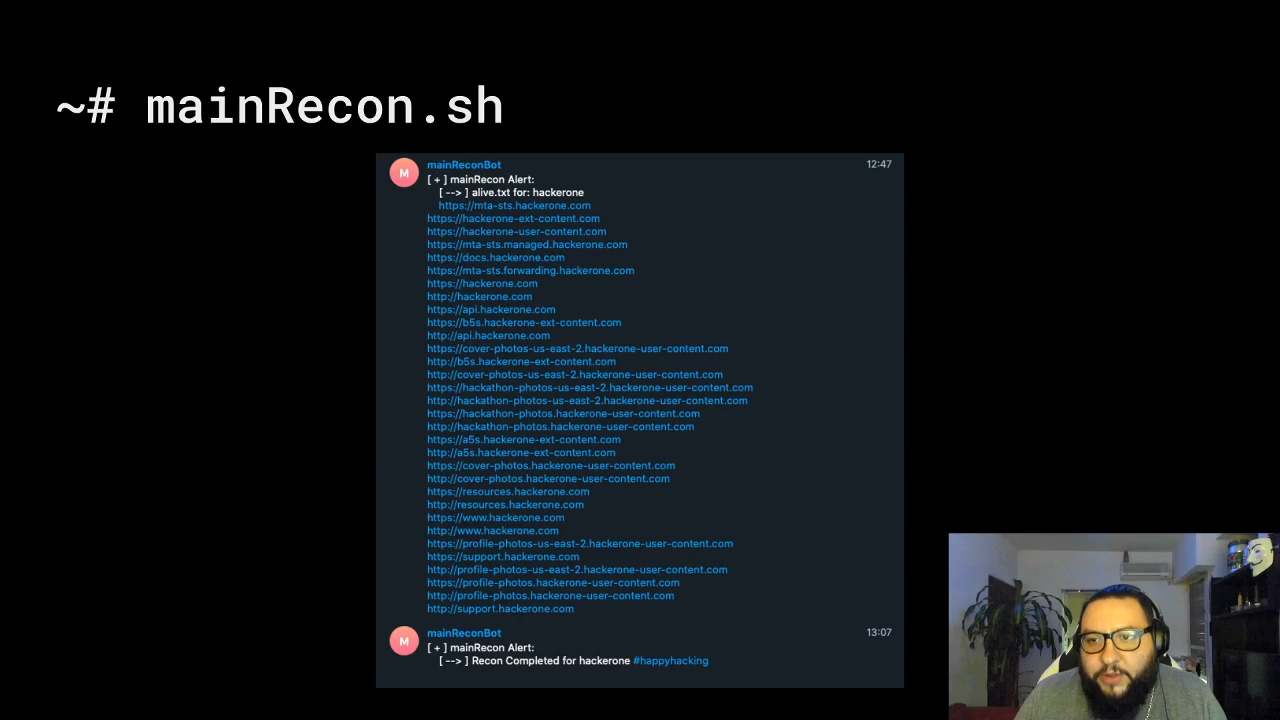 ~# mainRecon.sh
M
mainReconBot
12:47
[ + ] mainRecon Alert:
[ --> ] alive.txt for: hackerone
https://mta-sts.hackerone.com
https://hackerone-ext-content.com
https://hackerone-user-content.com
https://mta-sts.managed.hackerone.com
https://docs.hackerone.com
https://mta-sts.forwarding.hackerone.com
https://hackerone.com
http://hackerone.com
https://api.hackerone.com
https://b5s.hackerone-ext-content.com
http://api.hackerone.com
https://cover-photos-us-east-2.hackerone-user-content.com
http://b5s.hackerone-ext-content.com
http://cover-photos-us-east-2.hackerone-user-content.com
https://hackathon-photos-us-east-2.hackerone-user-content.com
http://hackathon-photos-us-east-2.hackerone-user-content.com
https://hackathon-photos.hackerone-user-content.com
http://hackathon-photos.hackerone-user-content.com
https://a5s.hackerone-ext-content.com
http://a5s.hackerone-ext-content.com
https://cover-photos.hackerone-user-content.com
http://cover-photos.hackerone-user-content.com
https://resources.hackerone.com
http://resources.hackerone.com
https://www.hackerone.com
http://www.hackerone.com
https://profile-photos-us-east-2.hackerone-user-content.com
https://support.hackerone.com
http://profile-photos-us-east-2.hackerone-user-content.com
https://profile-photos.hackerone-user-content.com
http://profile-photos.hackerone-user-content.com
http://support.hackerone.com
M
mainReconBot
13:07
[ + ] mainRecon Alert:
[ --> ] Recon Completed for hackerone #happyhacking